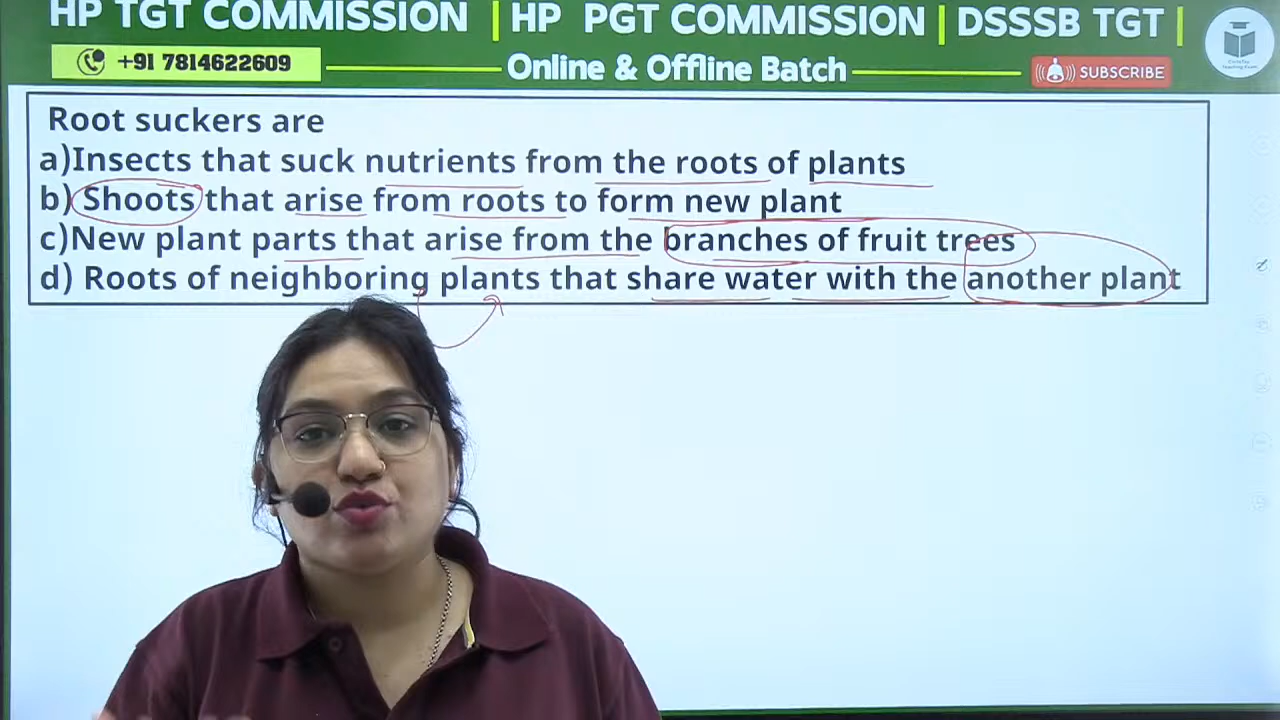 HP TGT COMMISSION | HP PGT COMMISSION | DSSSB TGT |
+91 7814622609
Online & Offline Batch
SUBSCRIBE
Root suckers are
a)Insects that suck nutrients from the roots of plants
b) Shoots that arise from roots to form new plant
c)New plant parts that arise from the branches of fruit trees
d) Roots of neighboring plants that share water with the another plant